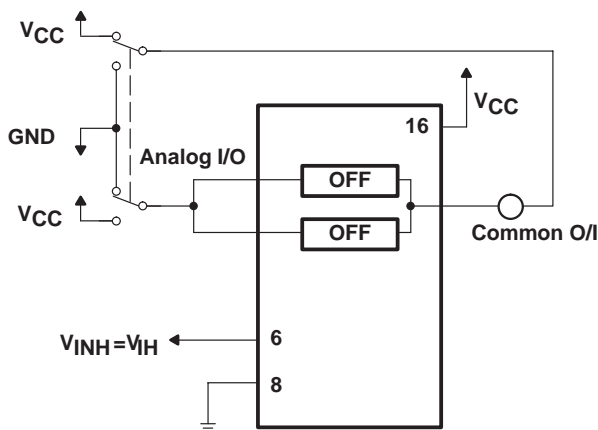 VCC
VCC
16
GND
Analog I/O
OFF
VCC
OFF
Common O/I
VINH=VIH
6
8